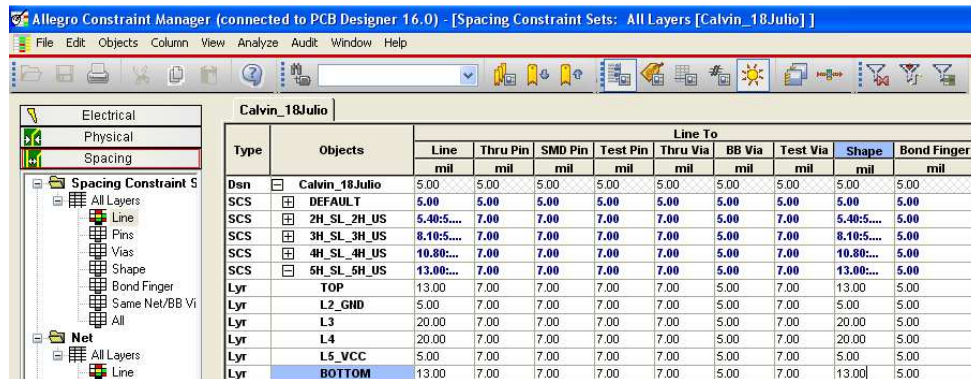 Allegro Constraint Manager (connected to PCB Designer 16.0) - [Spacing Constraint Sets: All Layers [Calvin_18Julio] ]
File Edit Objects Column View Analyze Audit Window Help
Electrical
Physical
Spacing
Spacing Constraint S
All Layers
Line
Pins
Vias
Shape
Bond Finger
Same Net/BB Vi
All
Net
All Layers
Line
Calvin_18Julio
Line To
Type Objects Line Thru Pin SMD Pin Test Pin Thru Via BB Via Test Via Shape Bond Finger
mil mil mil mil mil mil mil mil mil
Dsn Calvin_18Julio 5.00 5.00 5.00 5.00 5.00 5.00 5.00 5.00 5.00
SCS DEFAULT 5.00 5.00 5.00 5.00 5.00 5.00 5.00 5.00 5.00
SCS 2H_SL_2H_US 5.40:5.... 7.00 7.00 7.00 7.00 5.00 7.00 5.40:5.... 5.00
SCS 3H_SL_3H_US 8.10:5.... 7.00 7.00 7.00 7.00 5.00 7.00 8.10:5.... 5.00
SCS 4H_SL_4H_US 10.80:... 7.00 7.00 7.00 7.00 5.00 7.00 10.80:... 5.00
SCS 5H_SL_5H_US 13.00:... 7.00 7.00 7.00 7.00 5.00 7.00 13.00:... 5.00
Lyr TOP 13.00 7.00 7.00 7.00 7.00 5.00 7.00 13.00 5.00
Lyr L2_GND 5.00 7.00 7.00 7.00 7.00 5.00 7.00 5.00 5.00
Lyr L3 20.00 7.00 7.00 7.00 7.00 5.00 7.00 20.00 5.00
Lyr L4 20.00 7.00 7.00 7.00 7.00 5.00 7.00 20.00 5.00
Lyr L5_VCC 5.00 7.00 7.00 7.00 7.00 5.00 7.00 5.00 5.00
Lyr BOTTOM 13.00 7.00 7.00 7.00 7.00 5.00 7.00 13.00 5.00